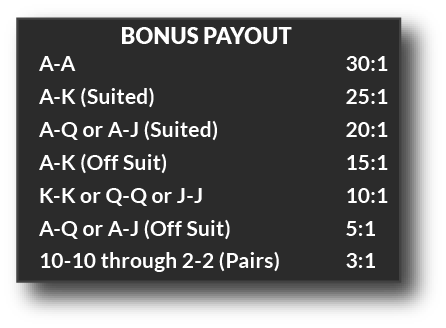 BONUS PAYOUT
A-A 30:1
A-K (Suited) 25:1
A-Q or A-J (Suited) 20:1
A-K (Off Suit) 15:1
K-K or Q-Q or J-J 10:1
A-Q or A-J (Off Suit) 5:1
10-10 through 2-2 (Pairs) 3:1